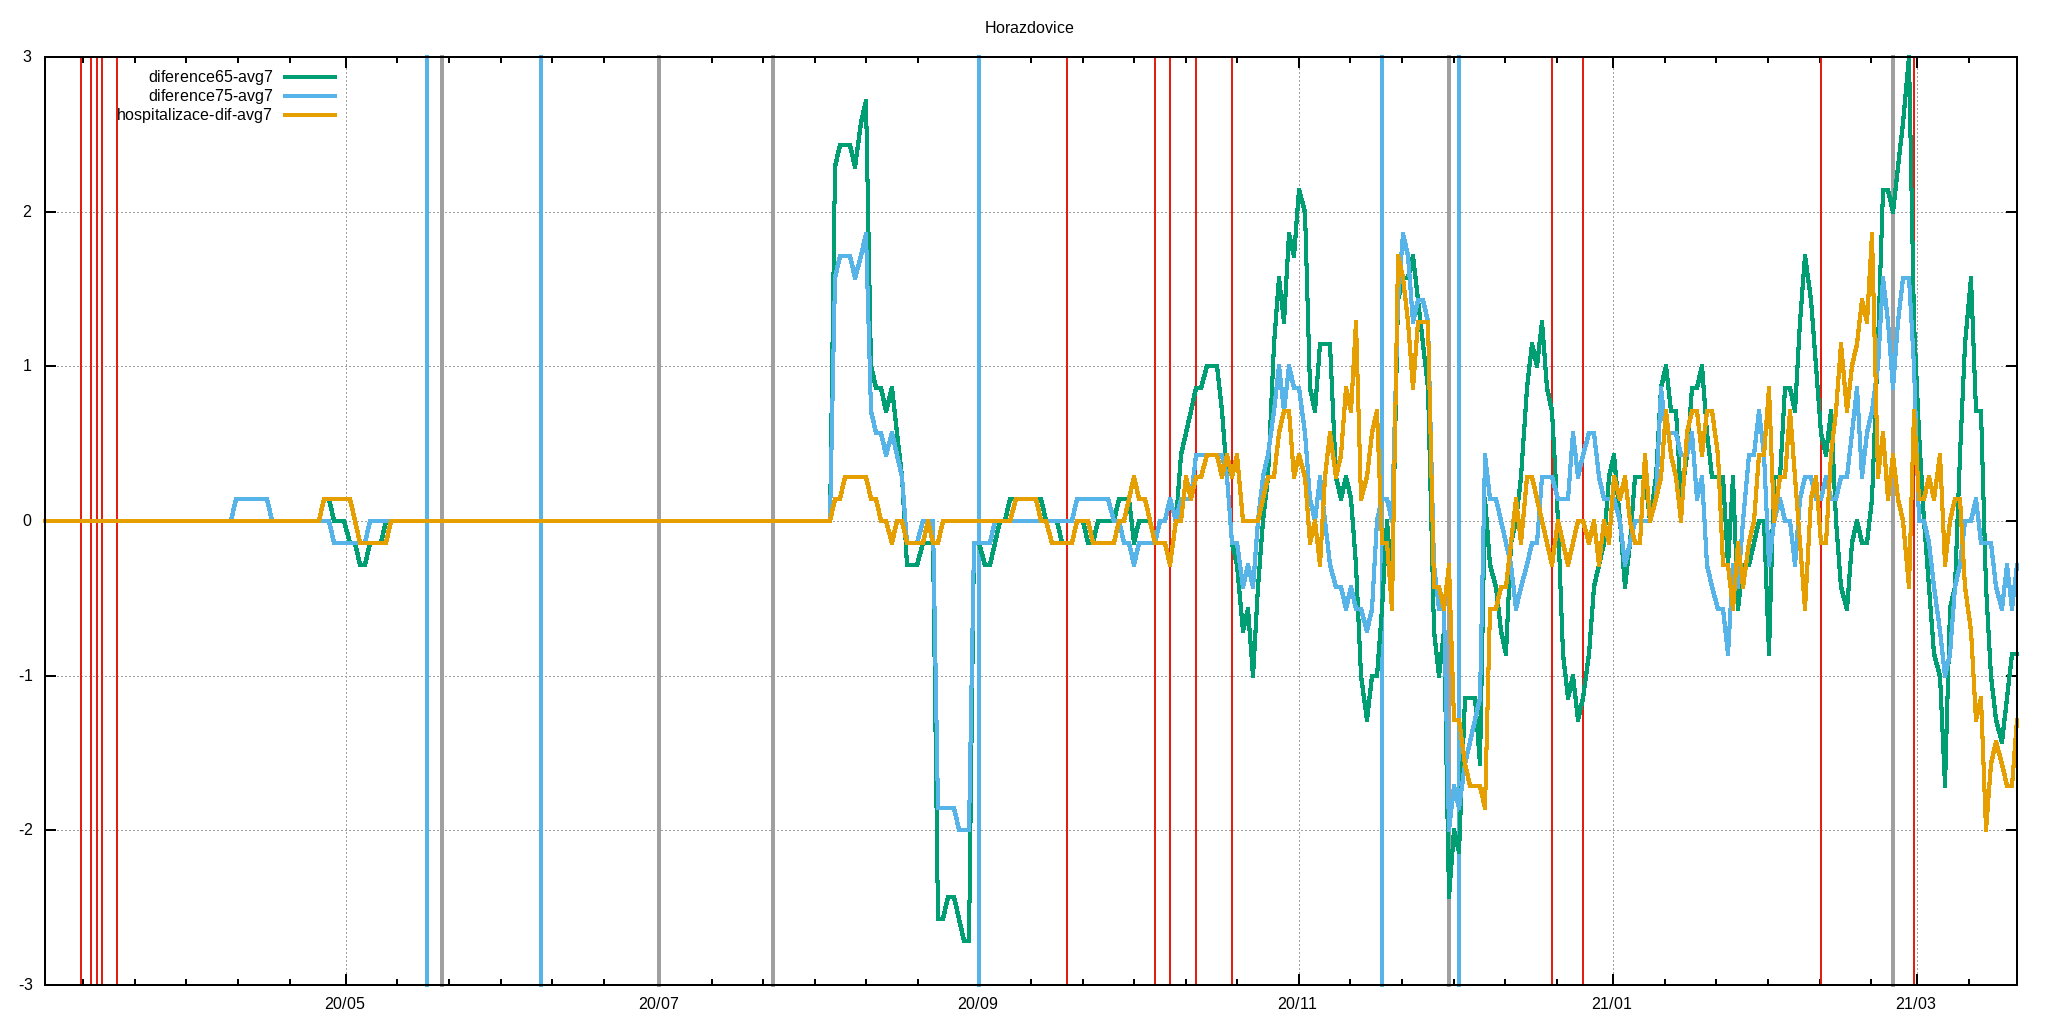 Horazdovice
3
diference65-avg7
diference75-avg7
hospitalizace-dif-avg7
2
1
0
-1
-2
-3
20/05 20/07 20/09 20/11 21/01 21/03